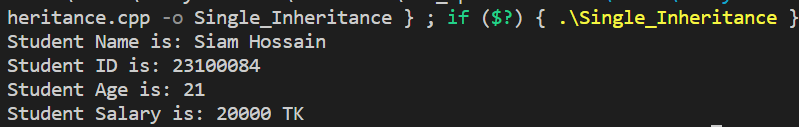 heritance.cpp -o Single_Inheritance } ; if ($?) { .\Single_Inheritance }
Student Name is: Siam Hossain
Student ID is: 23100084
Student Age is: 21
Student Salary is: 20000 TK